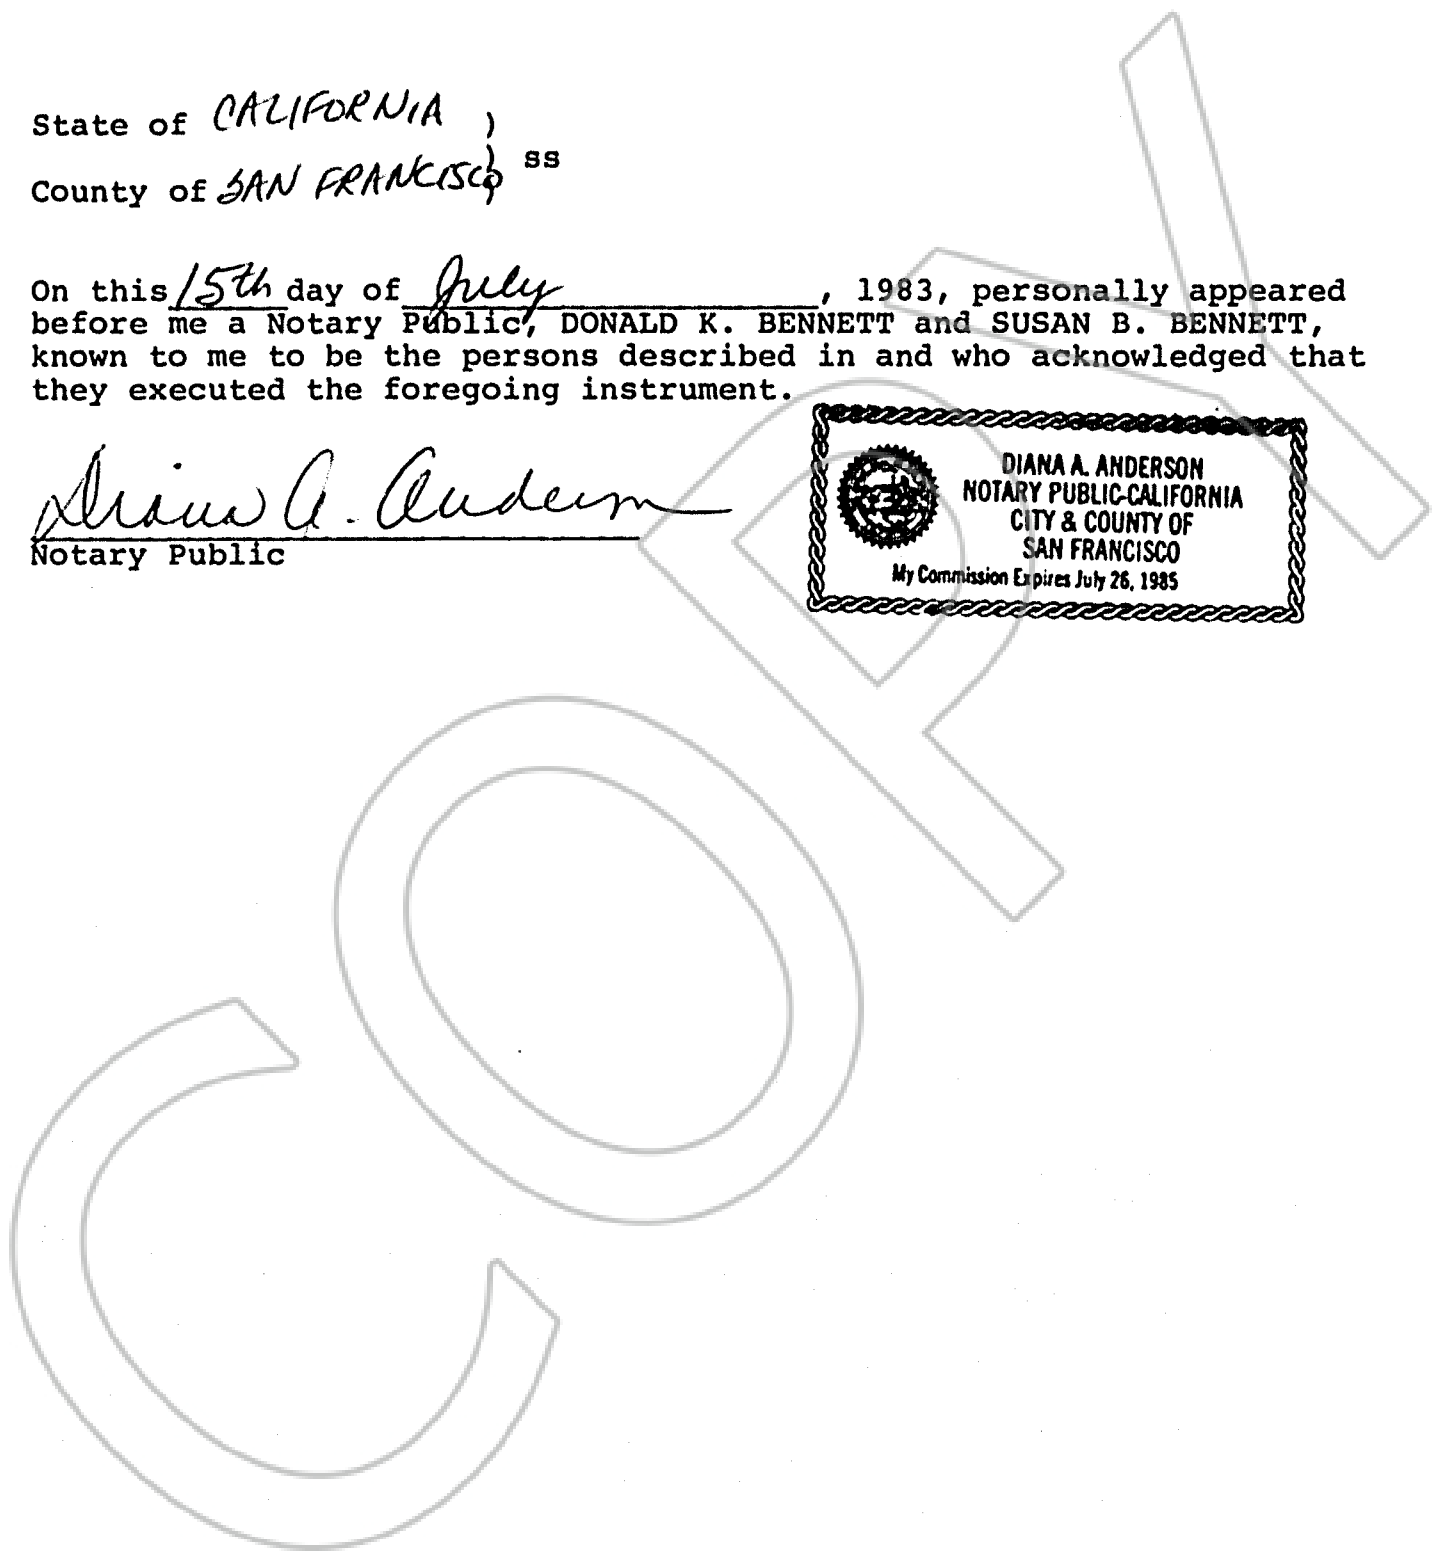 State of CALIFORNIA )
) ss
County of SAN FRANCISCO )
On this 15th day of July, 1983, personally appeared
before me a Notary Public, DONALD K. BENNETT and SUSAN B. BENNETT,
known to me to be the persons described in and who acknowledged that
they executed the foregoing instrument.
Diana A. Anderson
Notary Public
DIANA A. ANDERSON
NOTARY PUBLIC-CALIFORNIA
CITY & COUNTY OF
SAN FRANCISCO
My Commission Expires July 26, 1985
COPY